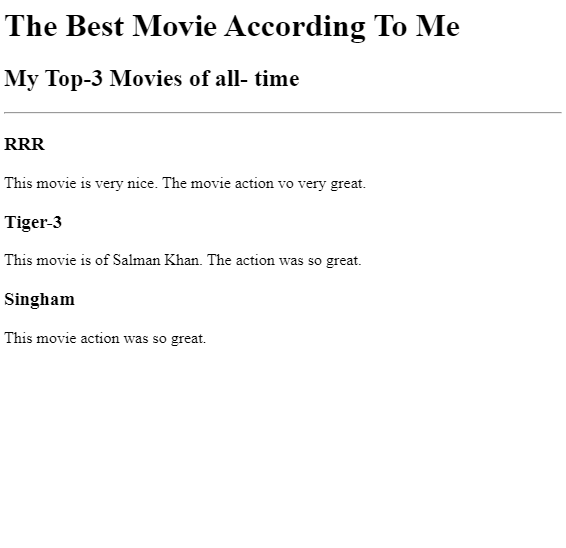 The Best Movie According To Me
My Top-3 Movies of all- time
RRR
This movie is very nice. The movie action vo very great.
Tiger-3
This movie is of Salman Khan. The action was so great.
Singham
This movie action was so great.